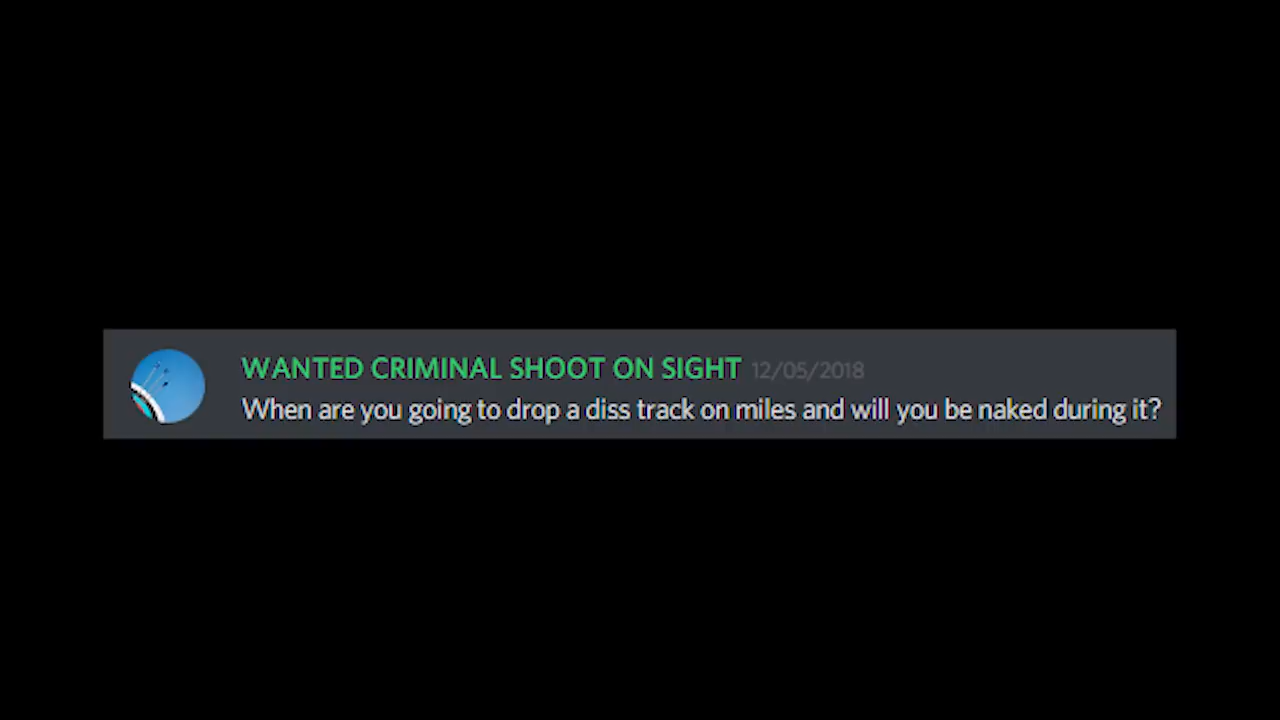 WANTED CRIMINAL SHOOT ON SIGHT 12/05/2018
When are you going to drop a diss track on miles and will you be naked during it?